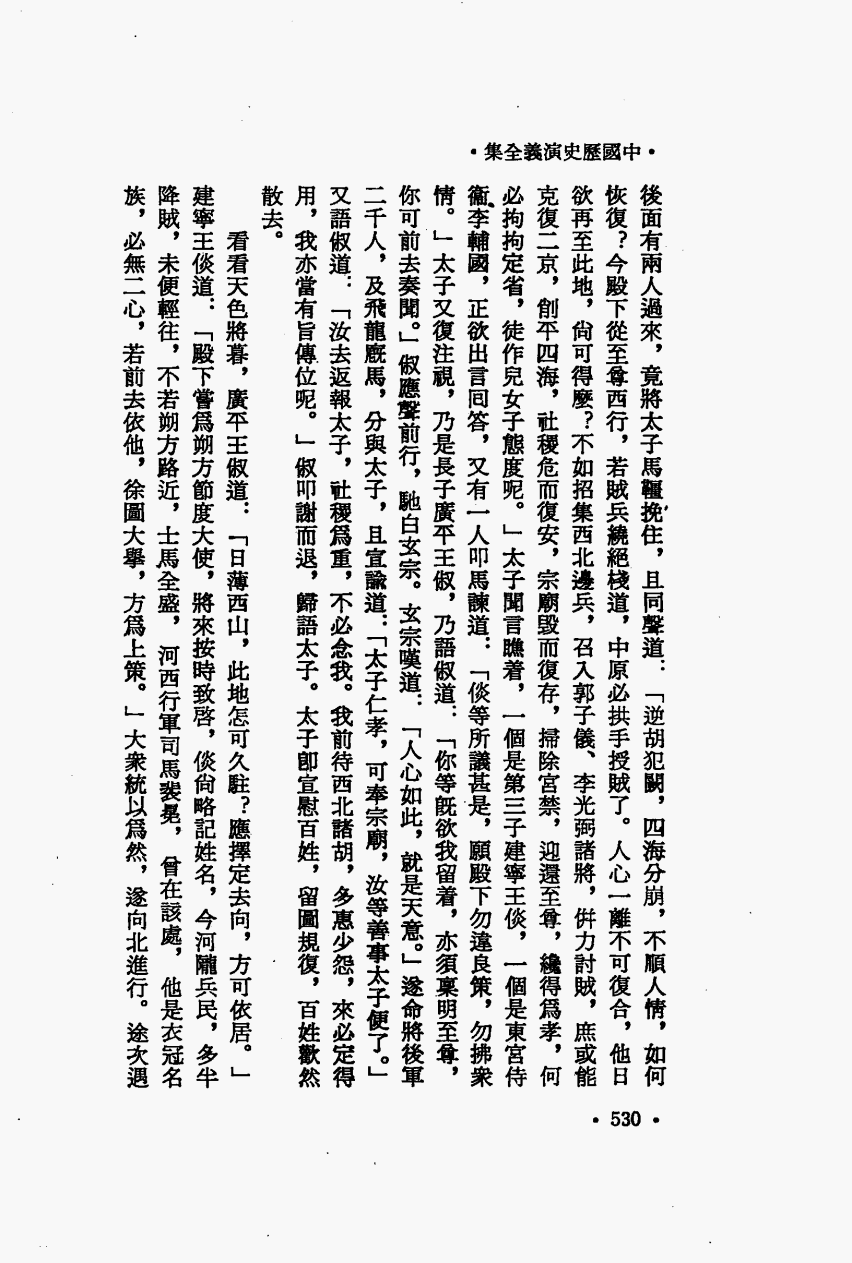 •中國歷史演義全集•
後面有兩人過來，竟將太子馬韁挽住，且同聲道：「逆胡犯闕，四海分崩，不順人情，如何
恢復？今殿下從至尊西行，若賊兵繞絕棧道，中原必拱手授賊了。人心一離不可復合，他日
欲再至此地，尙可得麼？不如招集西北邊兵，召入郭子儀、李光弼諸將，併力討賊，庶或能
克復二京，削平四海，社稷危而復安，宗廟毀而復存，掃除宮禁，迎還至尊，纔得爲孝，何
必拘拘定省，徒作兒女子態度呢。」太子聞言瞧着，一個是第三子建寧王倓，一個是東宮侍
衞李輔國，正欲出言回答，又有一人叩馬諫道：「倓等所議甚是，願殿下勿違良策，勿拂衆
情。」太子又復注視，乃是長子廣平王俶，乃語俶道：「你等旣欲我留着，亦須稟明至尊，
你可前去奏聞。」俶應聲前行，馳白玄宗。玄宗嘆道：「人心如此，就是天意。」遂命將後軍
二千人，及飛龍廐馬，分與太子，且宣諭道：「太子仁孝，可奉宗廟，汝等善事太子便了。」
又語俶道：「汝去返報太子，社稷爲重，不必念我。我前待西北諸胡，多惠少怨，來必定得
用，我亦當有旨傳位呢。」俶叩謝而退，歸語太子。太子卽宣慰百姓，留圖規復，百姓歡然
散去。
看看天色將暮，廣平王俶道：「日薄西山，此地怎可久駐？應擇定去向，方可依居。」
建寧王倓道：「殿下嘗爲朔方節度大使，將來按時致啓，倓尙略記姓名，今河隴兵民，多半
降賊，未便輕往，不若朔方路近，士馬全盛，河西行軍司馬裴冕，曾在該處，他是衣冠名
族，必無二心，若前去依他，徐圖大擧，方爲上策。」大衆統以爲然，遂向北進行。途次遇
•530•